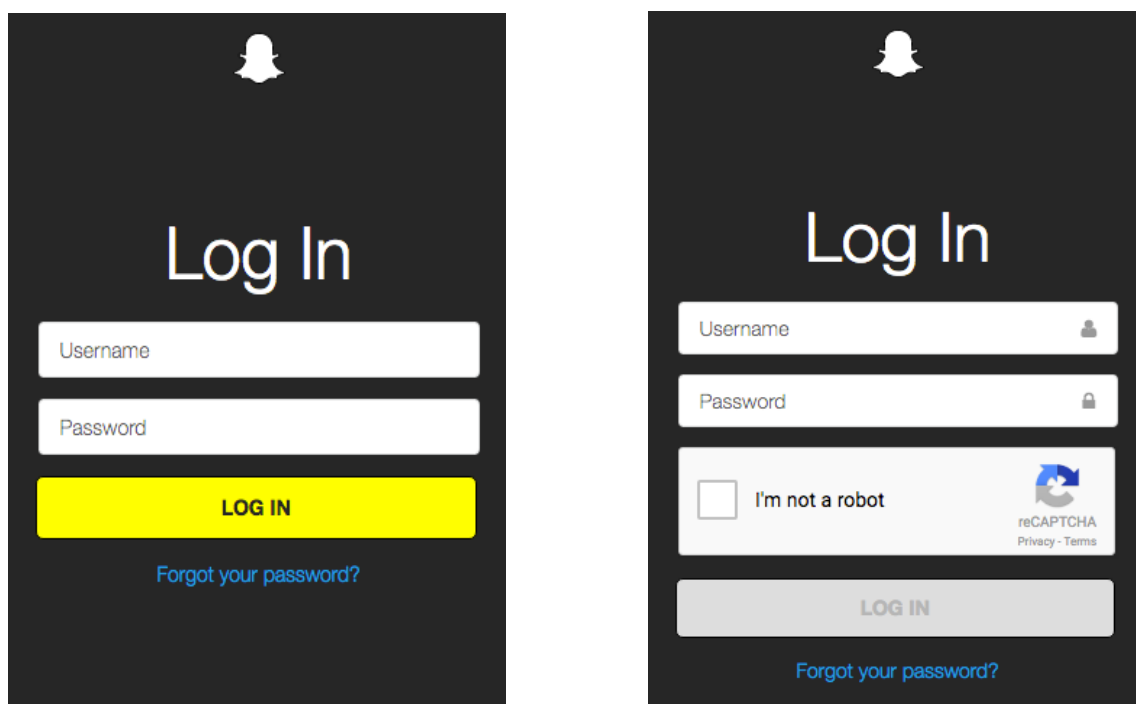 Log In
Username
Password
LOG IN
Forgot your password?
Log In
Username
Password
I'm not a robot
reCAPTCHA
Privacy - Terms
LOG IN
Forgot your password?